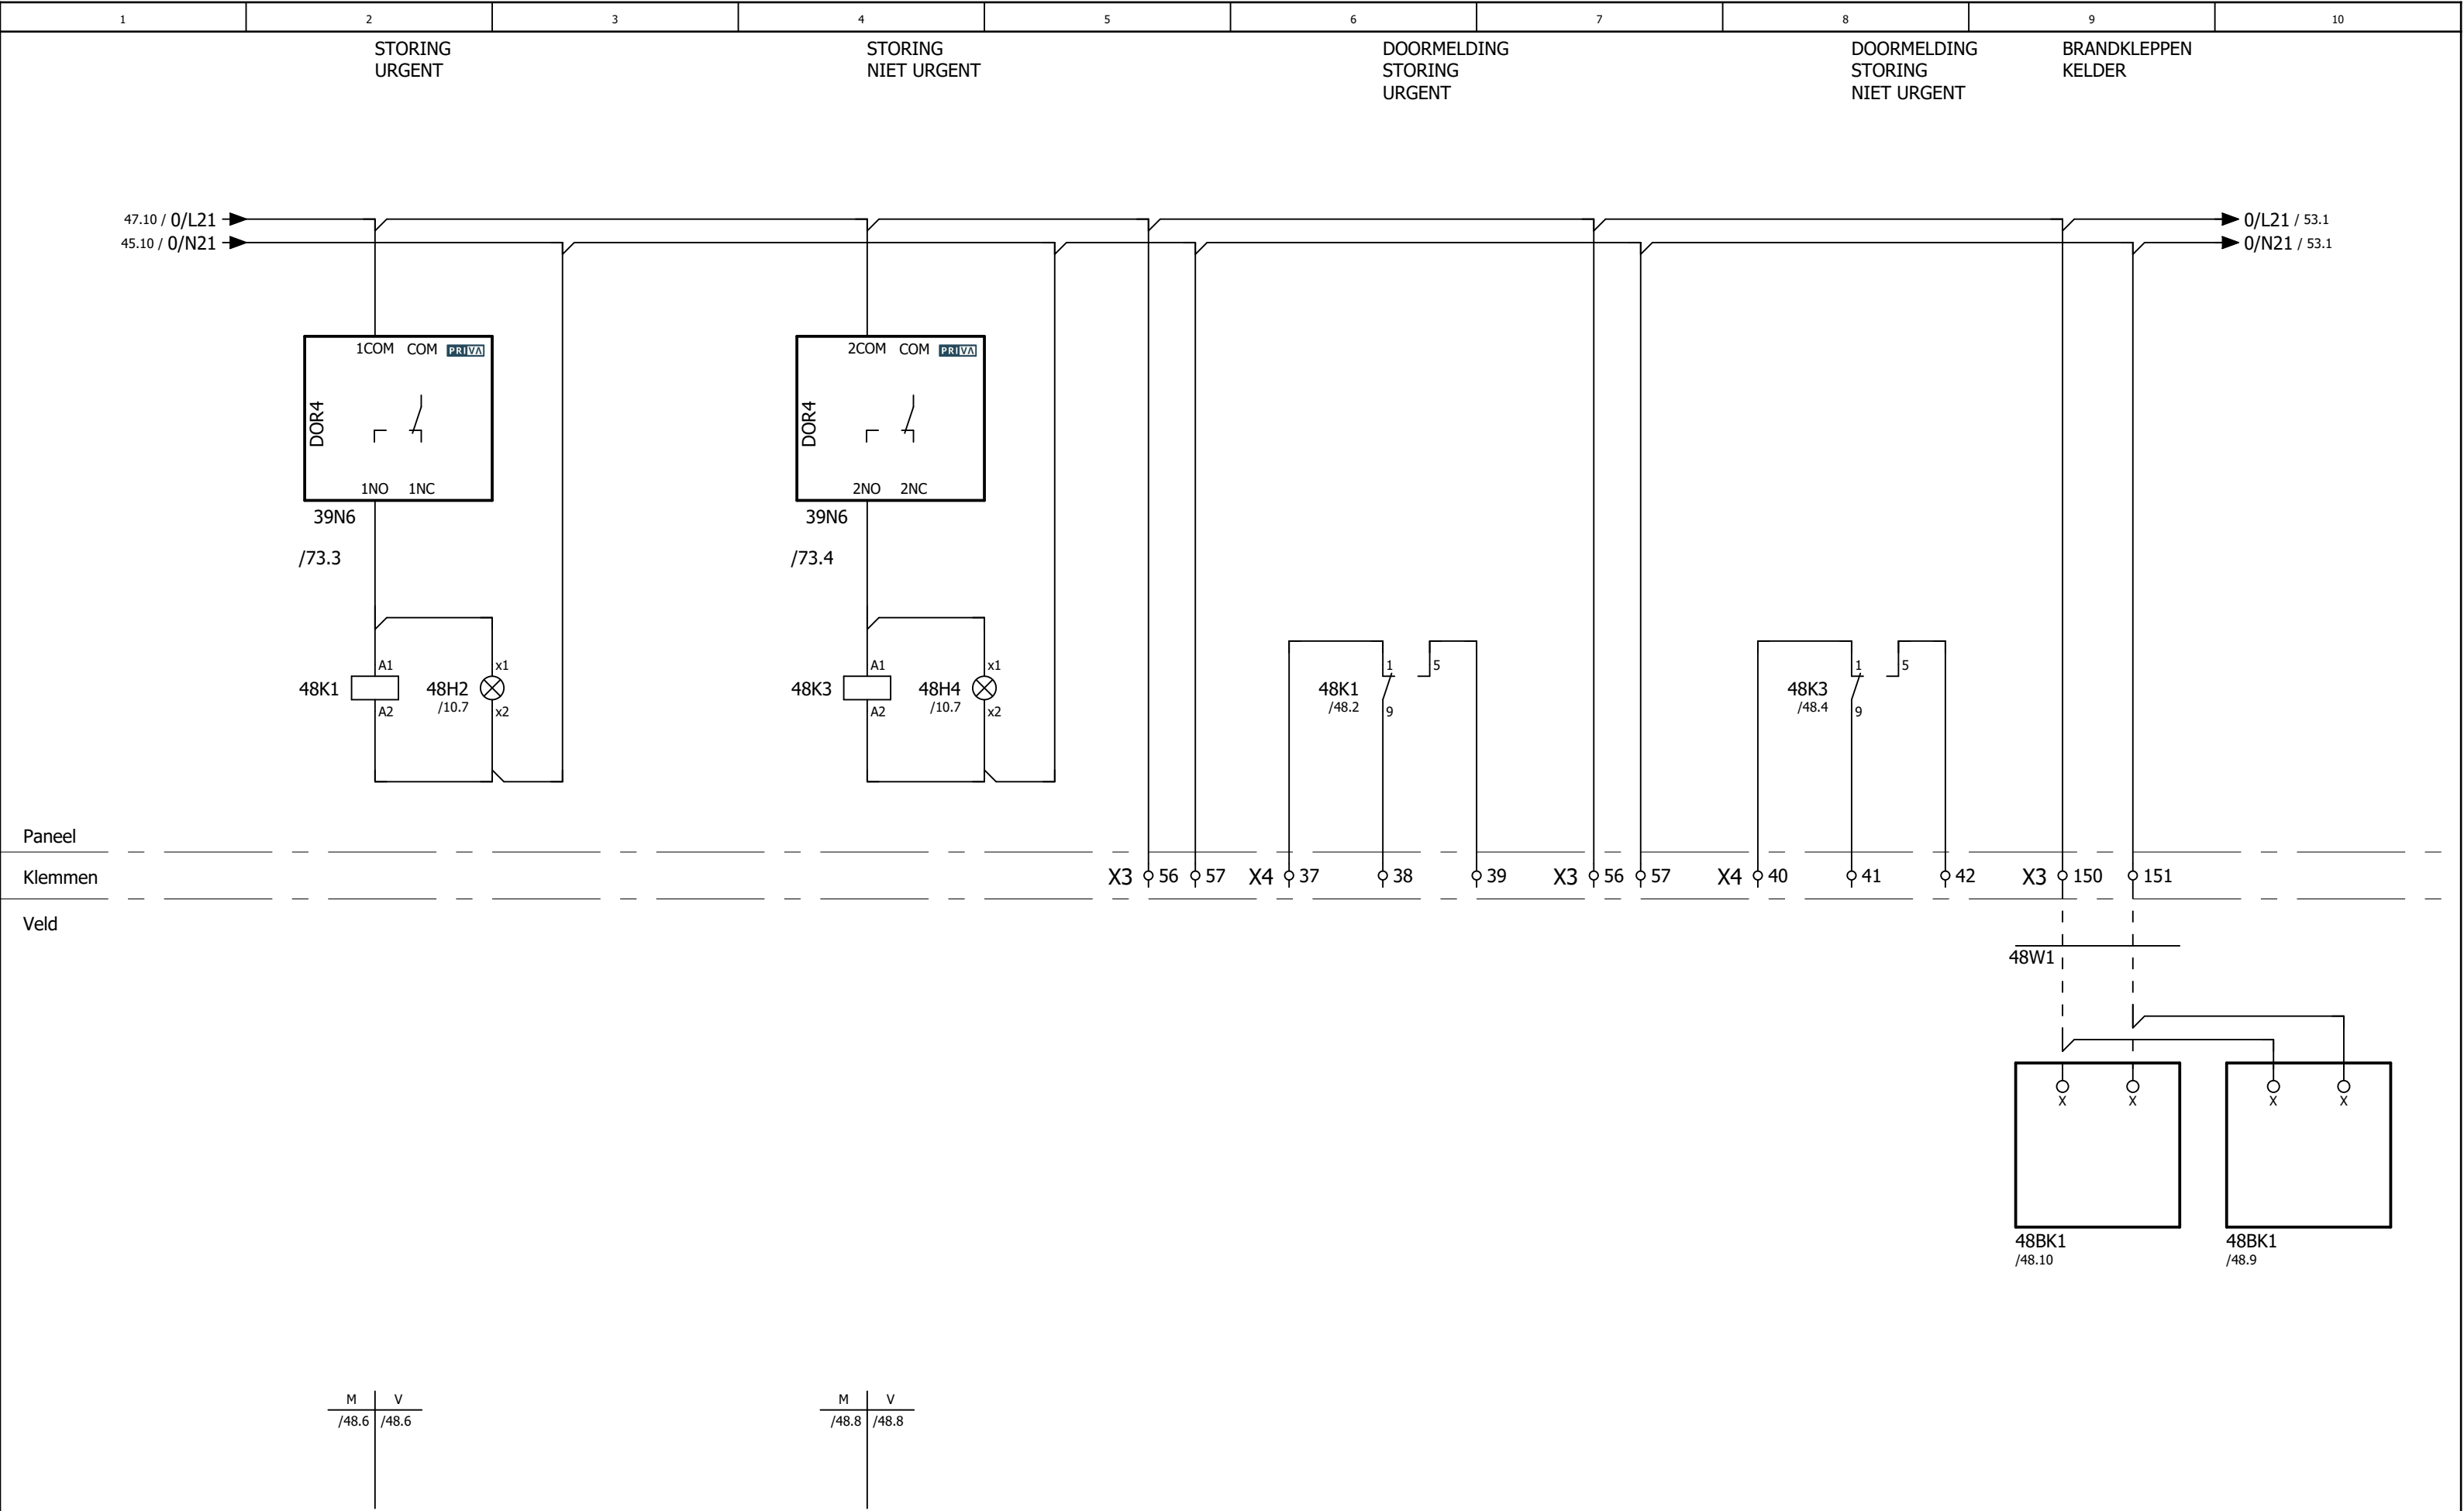 1 2 3 4 5 6 7 8 9 10
STORING
URGENT
STORING
NIET URGENT
DOORMELDING
STORING
URGENT
DOORMELDING
STORING
NIET URGENT
BRANDKLEPPEN
KELDER
47.10 / 0/L21
0/L21 / 53.1
45.10 / 0/N21
0/N21 / 53.1
1COM COM PRIVA
DOR4
1NO 1NC
39N6
/73.3
2COM COM PRIVA
DOR4
2NO 2NC
39N6
/73.4
A1
48K1
A2
x1
48H2
/10.7
x2
A1
48K3
A2
x1
48H4
/10.7
x2
1 5
48K1
/48.2
9
1 5
48K3
/48.4
9
Paneel
Klemmen
X3 56 57 X4 37 38 39 X3 56 57 X4 40 41 42 X3 150 151
Veld
48W1
X X X X
48BK1
/48.10
48BK1
/48.9
M V
/48.6 /48.6
M V
/48.8 /48.8